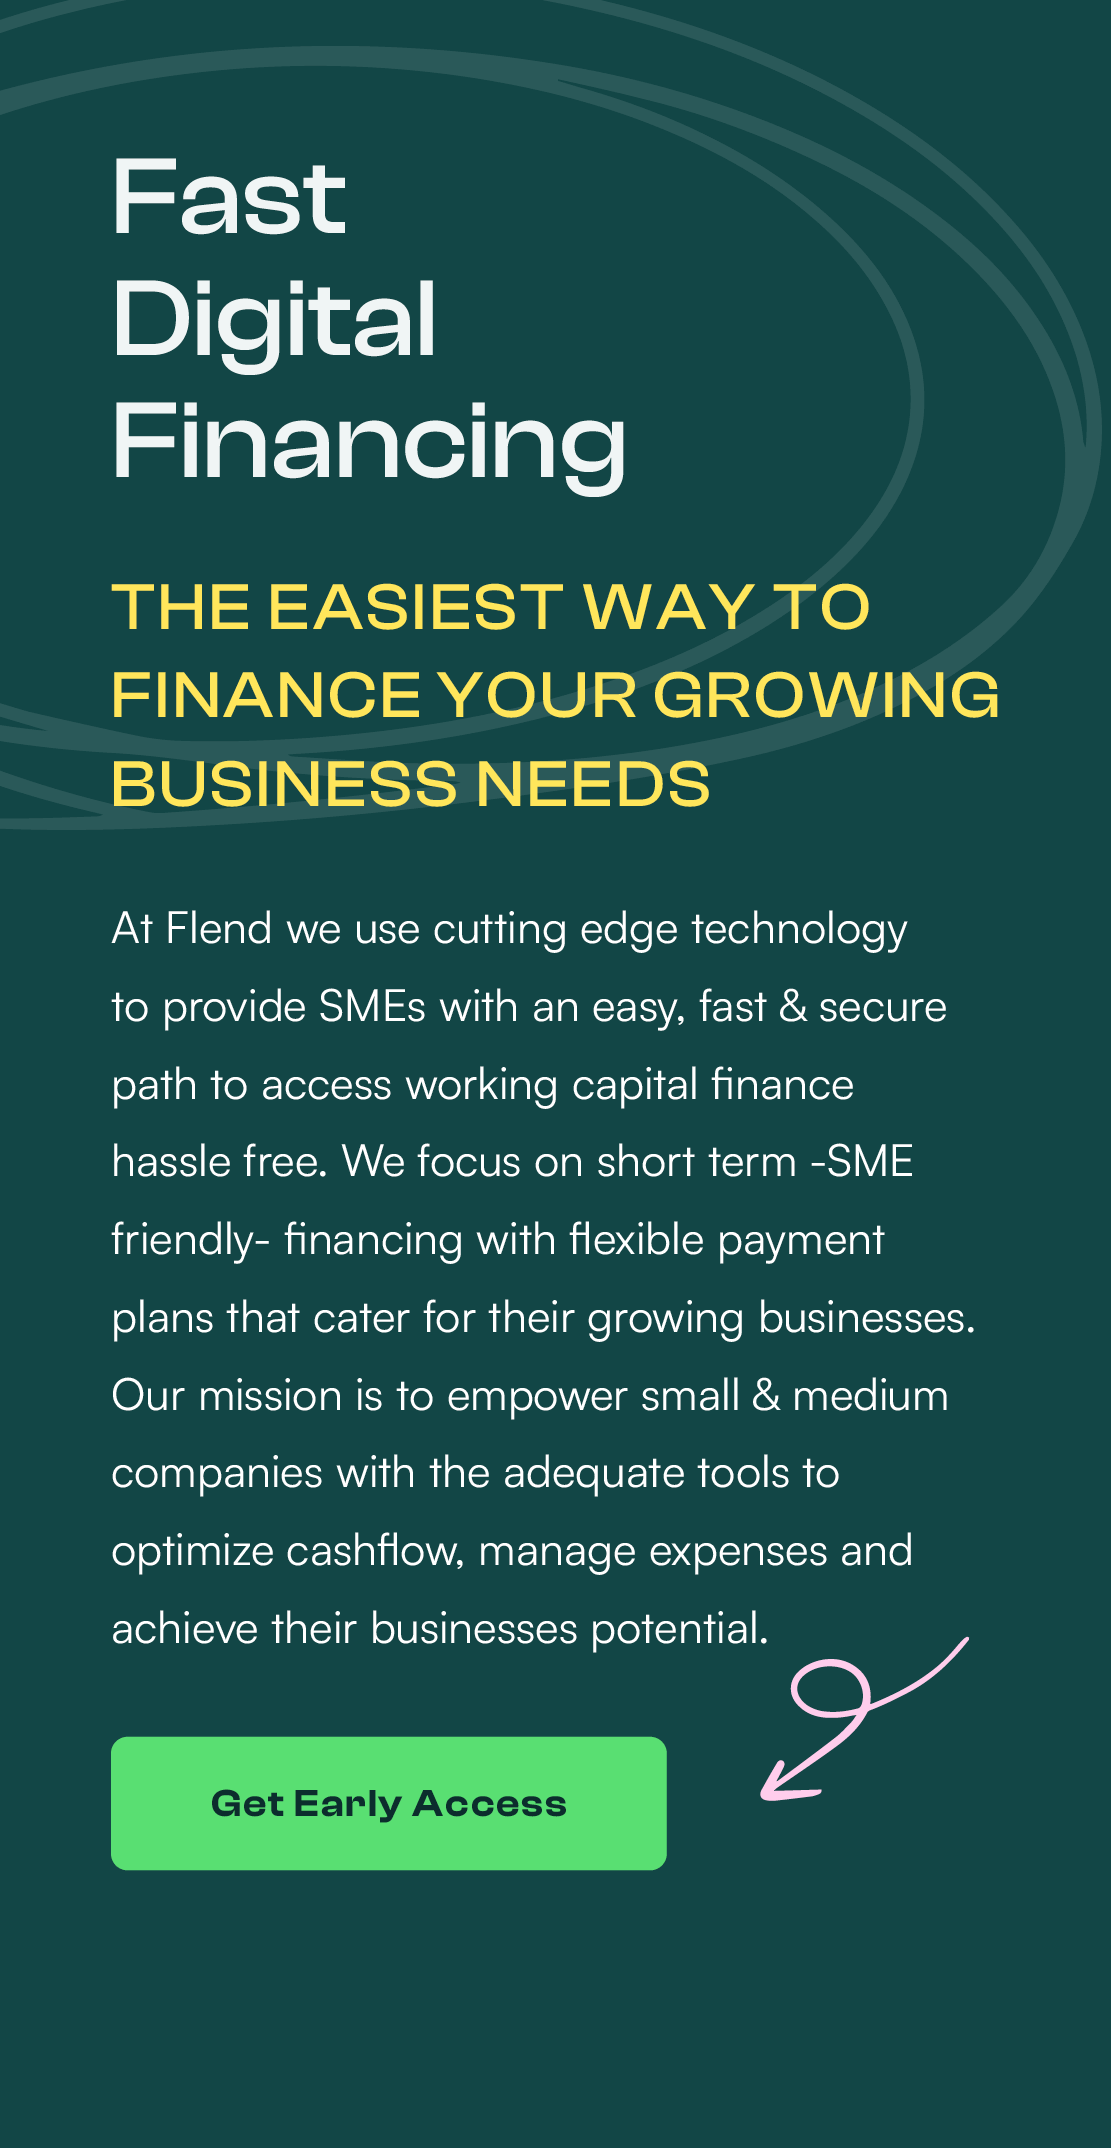 Fast
Digital
Financing
THE EASIEST WAY TO
FINANCE YOUR GROWING
BUSINESS NEEDS
At Flend we use cutting edge technology
to provide SMEs with an easy, fast & secure
path to access working capital finance
hassle free. We focus on short term -SME
friendly- financing with flexible payment
plans that cater for their growing businesses.
Our mission is to empower small & medium
companies with the adequate tools to
optimize cashflow, manage expenses and
achieve their businesses potential.
Get Early Access